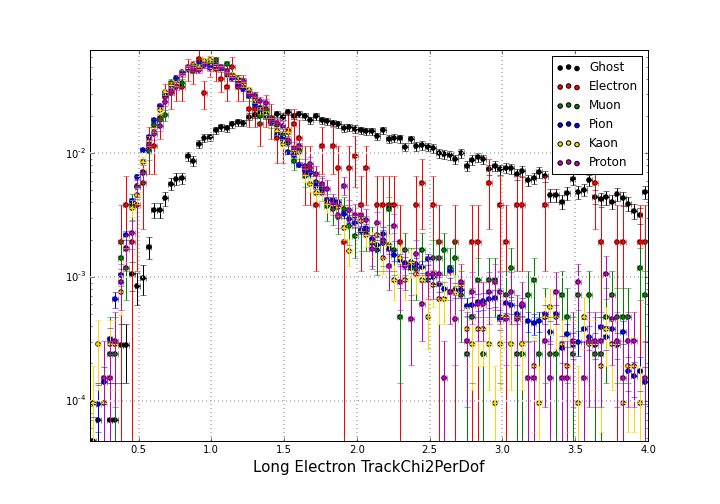 Ghost
Electron
Muon
Pion
Kaon
Proton
10⁻²
10⁻³
10⁻⁴
0.5 1.0 1.5 2.0 2.5 3.0 3.5 4.0
Long Electron TrackChi2PerDof